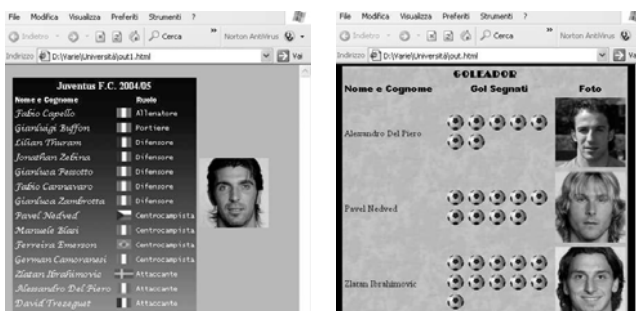 File Modifica Visualizza Preferiti Strumenti ?
Indietro Cerca Norton AntiVirus
Indirizzo D:\Varie\Università\out1.html Vai
Juventus F.C. 2004/05
Nome e Cognome Ruolo
Fabio Capello Allenatore
Gianluigi Buffon Portiere
Lilian Thuram Difensore
Jonathan Zebina Difensore
Gianluca Pessotto Difensore
Fabio Cannavaro Difensore
Gianluca Zambrotta Difensore
Pavel Nedved Centrocampista
Manuele Blasi Centrocampista
Ferreira Emerson Centrocampista
German Camoranesi Centrocampista
Zlatan Ibrahimovic Attaccante
Alessandro Del Piero Attaccante
David Trezeguet Attaccante
File Modifica Visualizza Preferiti Strumenti ?
Indietro Cerca Norton AntiVirus
Indirizzo D:\Varie\Università\out.html Vai
GOLEADOR
Nome e Cognome Gol Segnati Foto
Alessandro Del Piero
Pavel Nedved
Zlatan Ibrahimovic